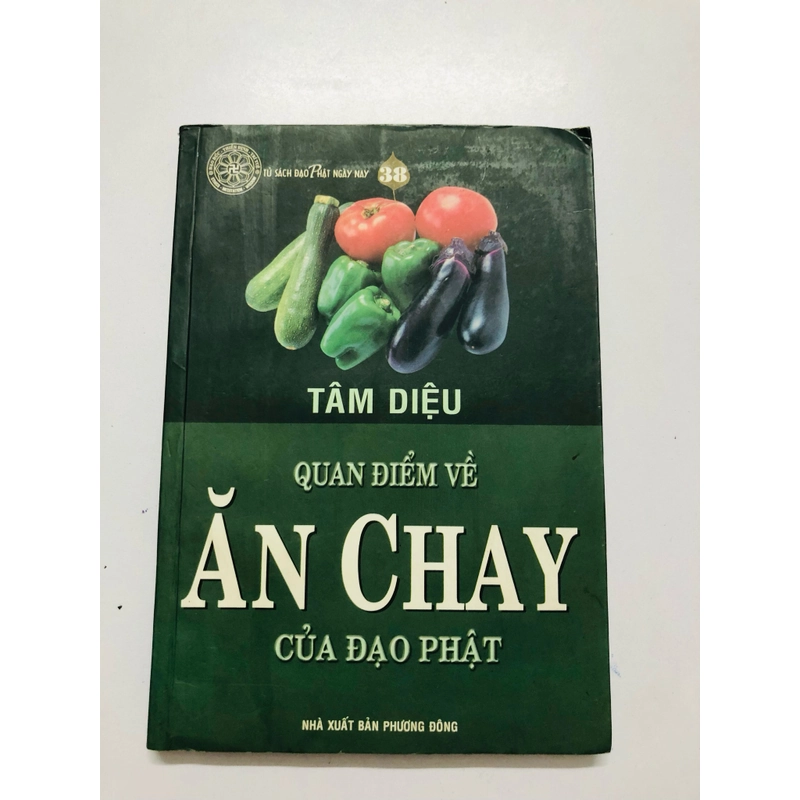 TỦ SÁCH ĐẠO PHẬT NGÀY NAY 38
TÂM DIỆU
QUAN ĐIỂM VỀ
ĂN CHAY
CỦA ĐẠO PHẬT
NHÀ XUẤT BẢN PHƯƠNG ĐÔNG